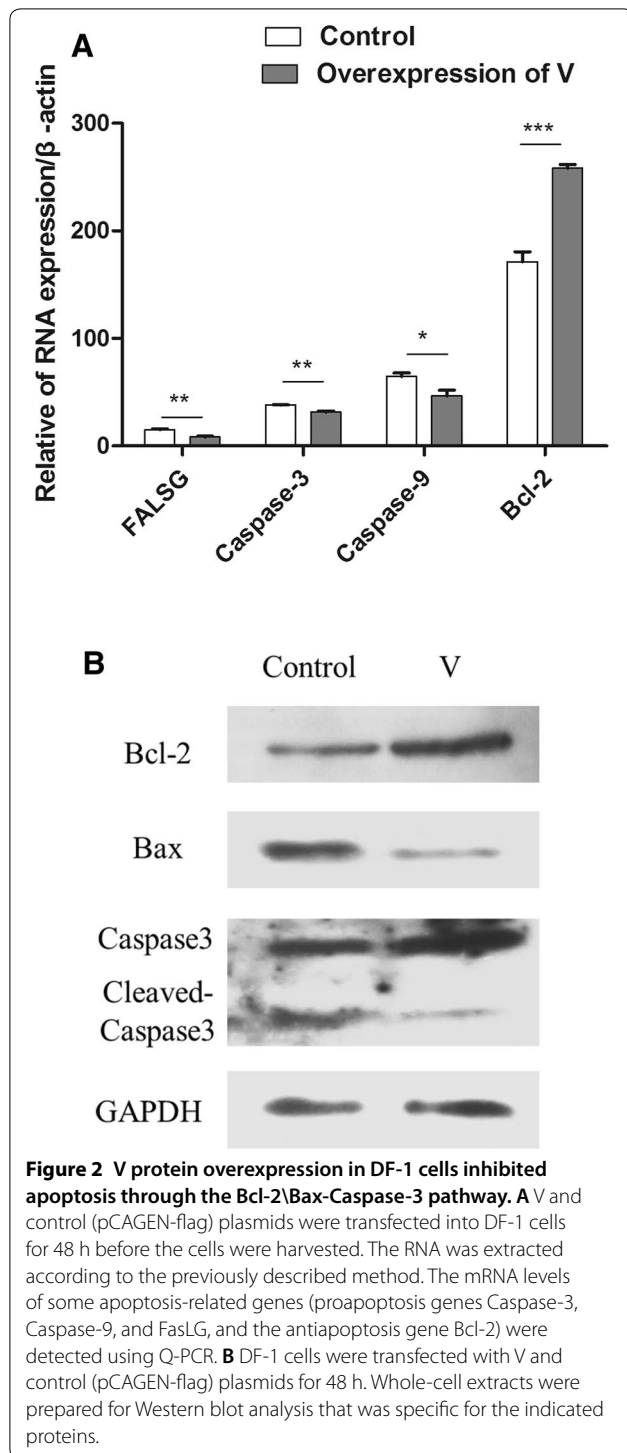 A
Control
Overexpression of V
Relative of RNA expression/β -actin
300
200
100
0
**
**
*
***
FALSG
Caspase-3
Caspase-9
Bcl-2
B
Control V
Bcl-2
Bax
Caspase3
Cleaved-
Caspase3
GAPDH
Figure 2 V protein overexpression in DF-1 cells inhibited
apoptosis through the Bcl-2\Bax-Caspase-3 pathway. A V and
control (pCAGEN-flag) plasmids were transfected into DF-1 cells
for 48 h before the cells were harvested. The RNA was extracted
according to the previously described method. The mRNA levels
of some apoptosis-related genes (proapoptosis genes Caspase-3,
Caspase-9, and FasLG, and the antiapoptosis gene Bcl-2) were
detected using Q-PCR. B DF-1 cells were transfected with V and
control (pCAGEN-flag) plasmids for 48 h. Whole-cell extracts were
prepared for Western blot analysis that was specific for the indicated
proteins.